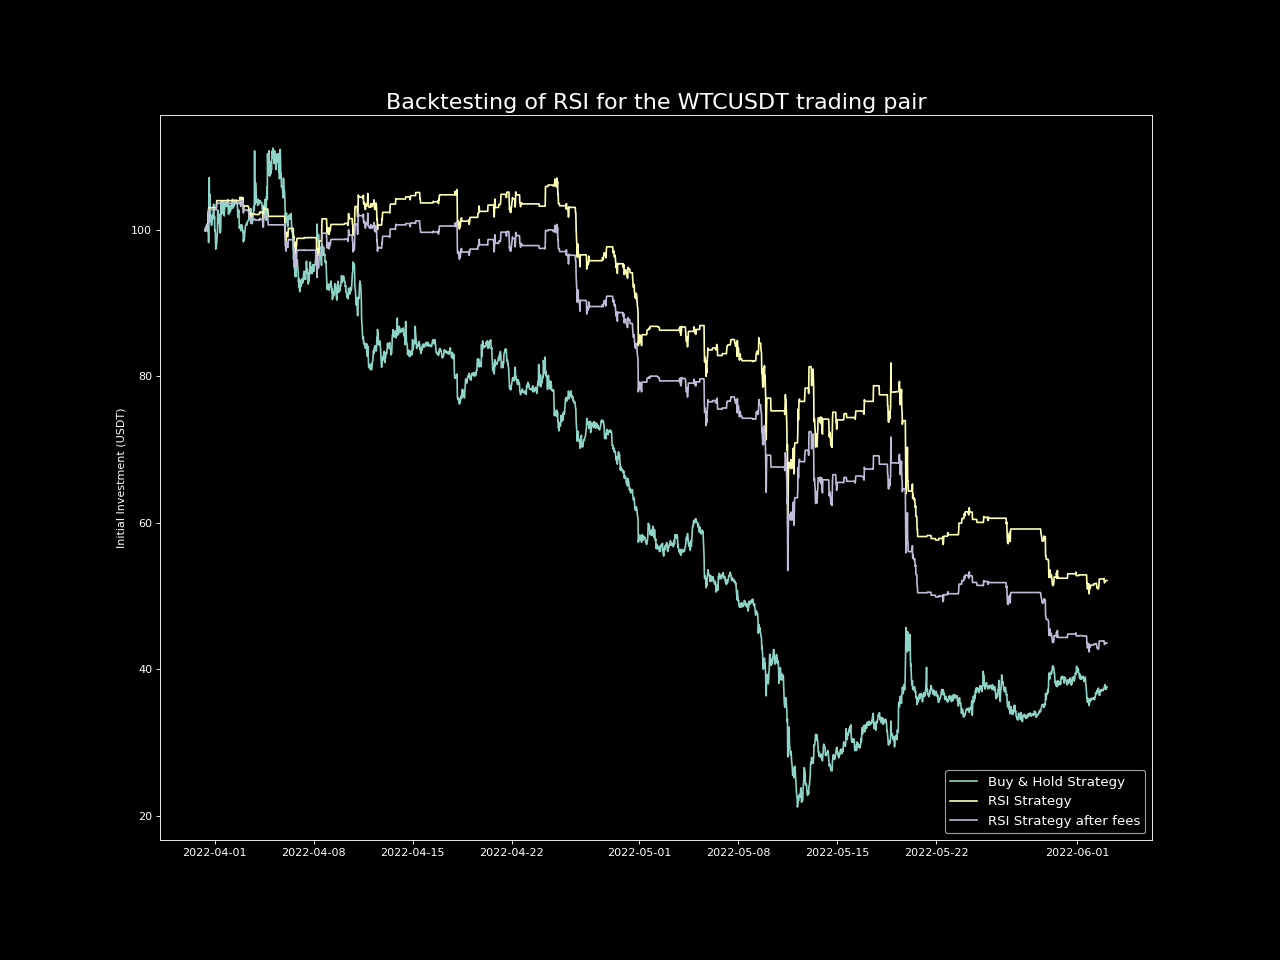 Backtesting of RSI for the WTCUSDT trading pair
Initial Investment (USDT)
100
80
60
40
20
2022-04-01
2022-04-08
2022-04-15
2022-04-22
2022-05-01
2022-05-08
2022-05-15
2022-05-22
2022-06-01
Buy & Hold Strategy
RSI Strategy
RSI Strategy after fees